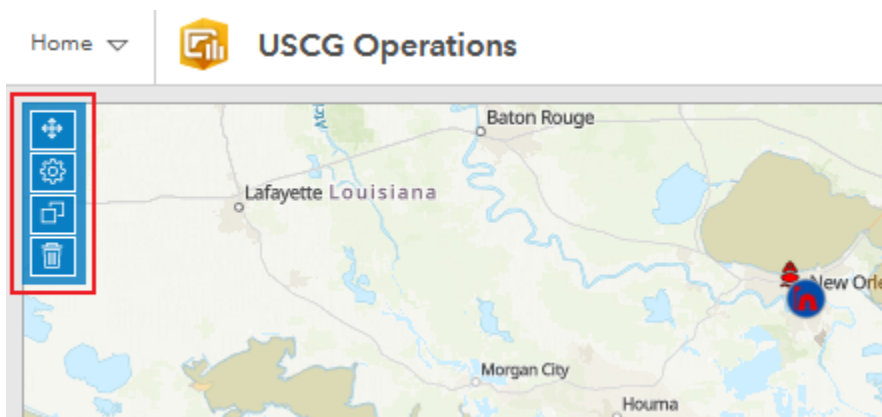 Home
USCG Operations
Baton Rouge
Lafayette Louisiana
New Orle
Morgan City
Houma